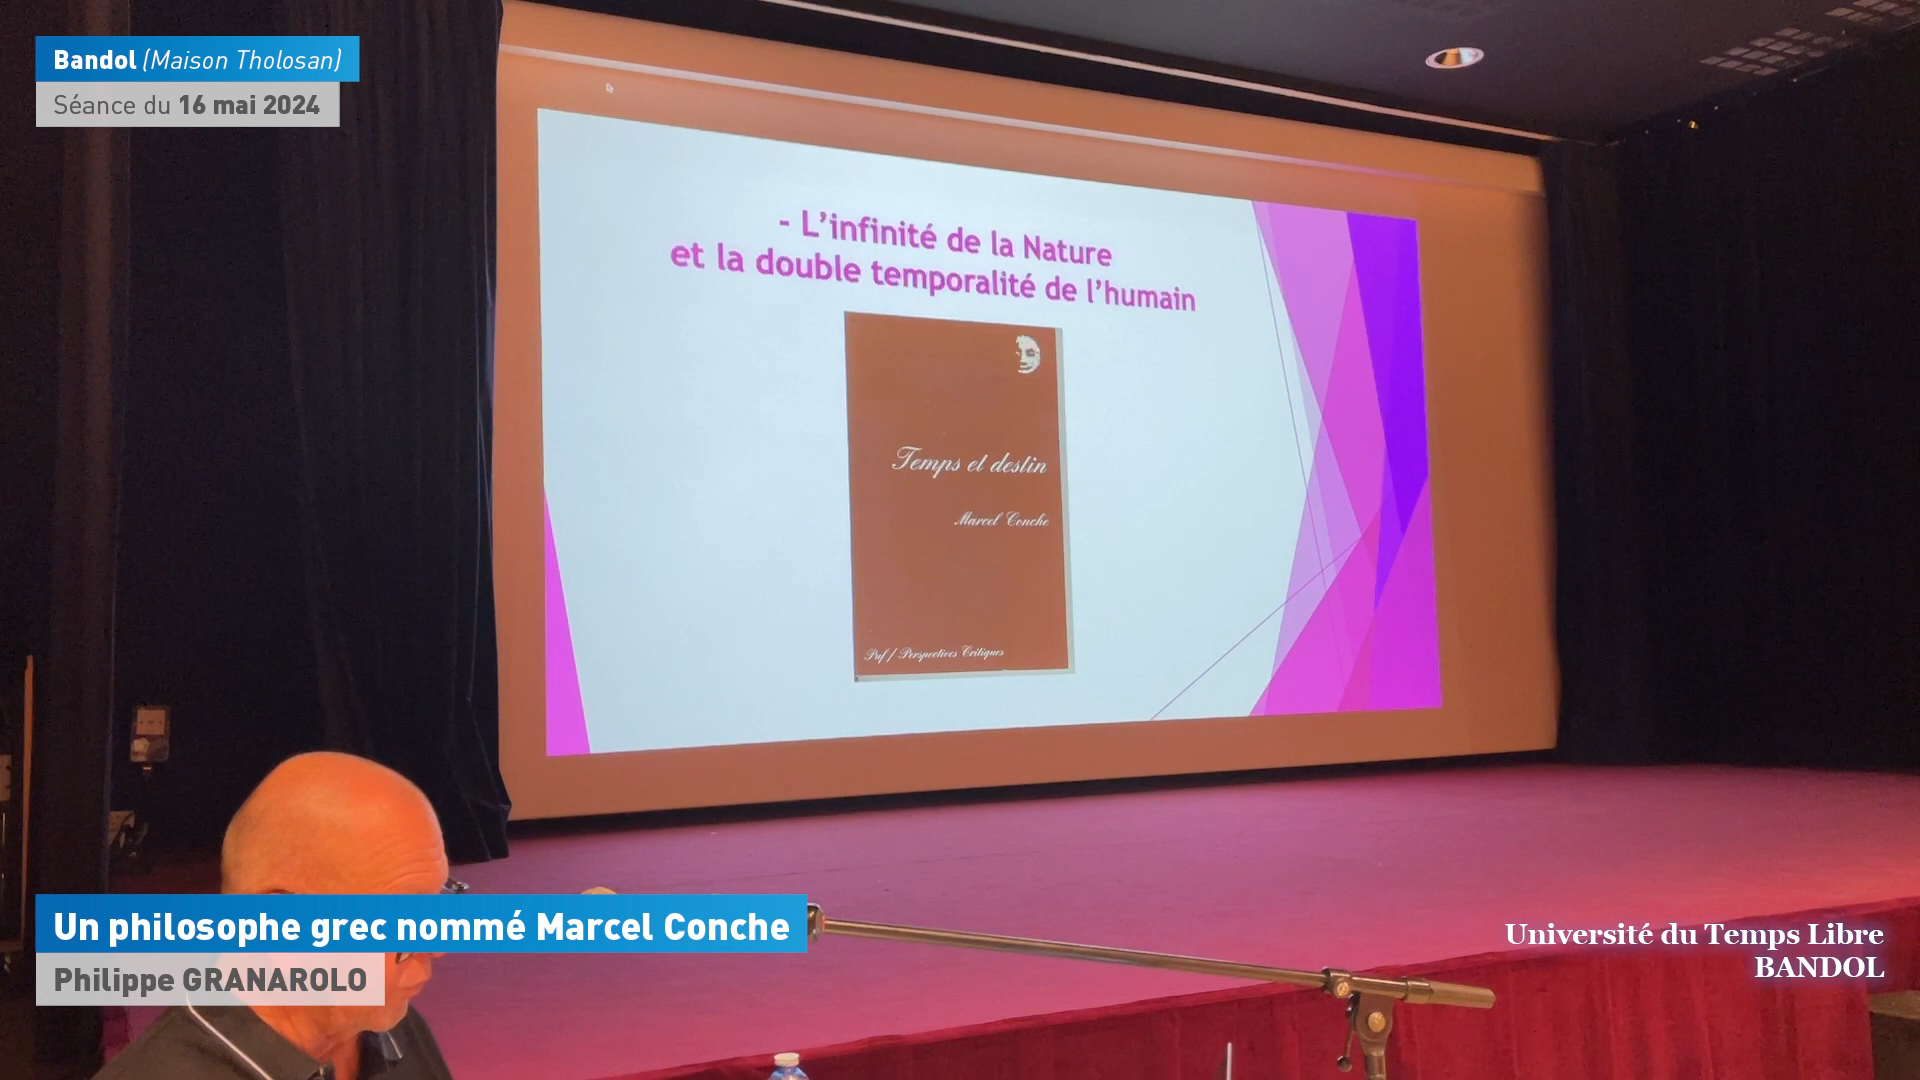 Bandol (Maison Tholosan)
Séance du 16 mai 2024
- L'infinité de la Nature
et la double temporalité de l'humain
Temps et destin
Marcel Conche
Puf / Perspectives Critiques
Un philosophe grec nommé Marcel Conche
Philippe GRANAROLO
Université du Temps Libre
BANDOL